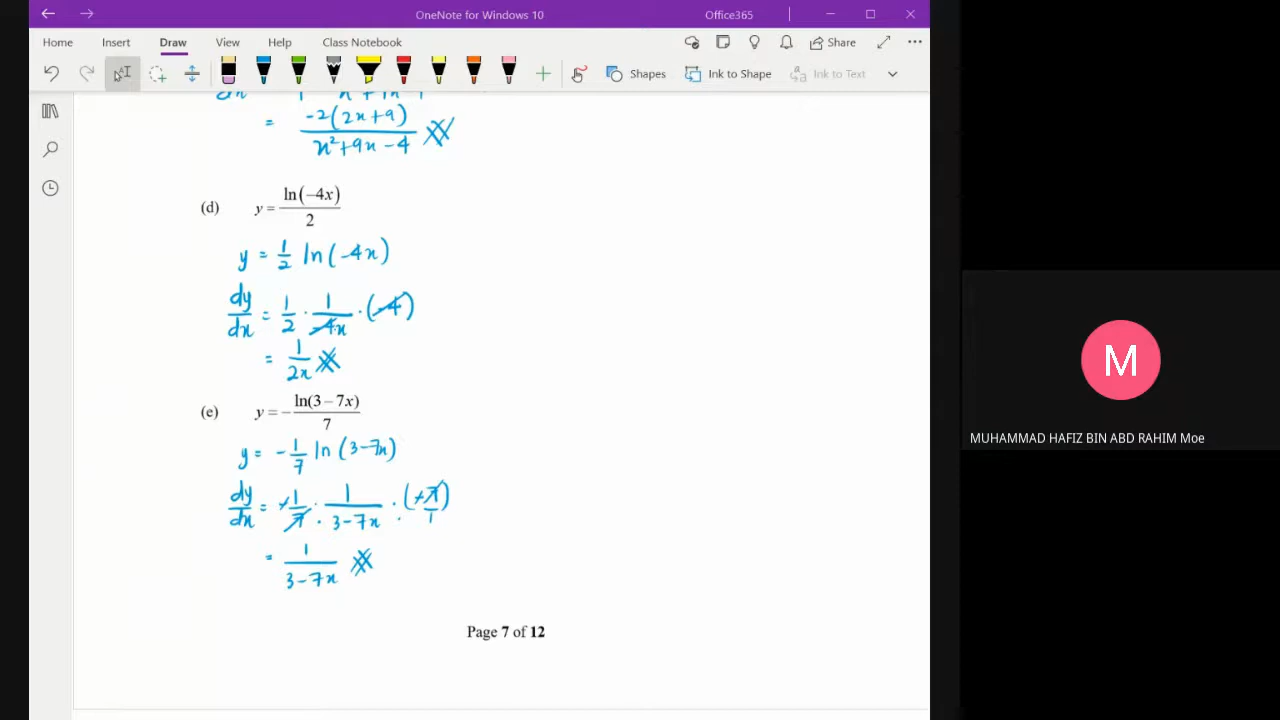 OneNote for Windows 10 Office365
Home Insert Draw View Help Class Notebook Share
Shapes Ink to Shape Ink to Text
= -2(2x+9)
x²+9x-4
(d) y = ln(-4x)
2
y = 1/2 ln(-4x)
dy/dx = 1/2 · 1/-4x · (-4)
= 1/2x
(e) y = - ln(3-7x)
7
y = -1/7 ln(3-7x)
dy/dx = -1/7 · 1/3-7x · (-7)/1
= 1/3-7x
Page 7 of 12
M
MUHAMMAD HAFIZ BIN ABD RAHIM Moe